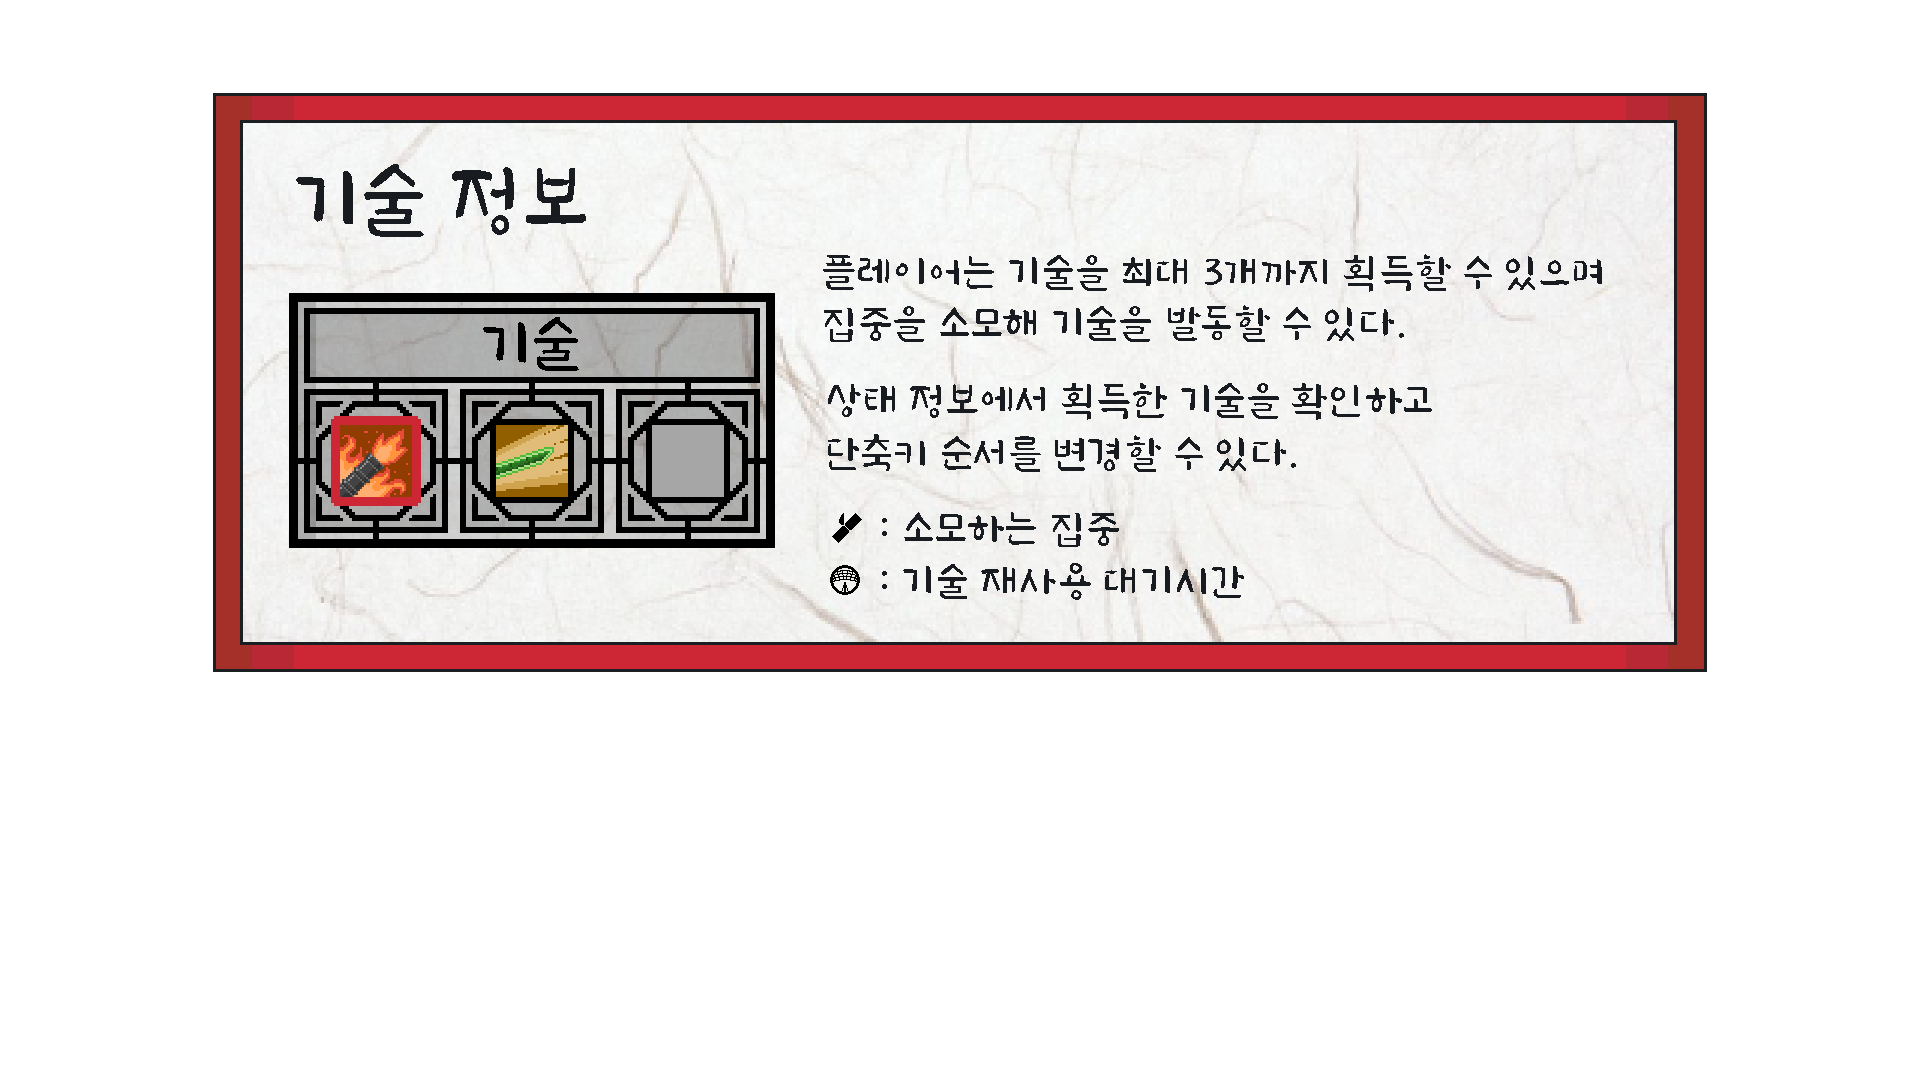 기술 정보
기술
플레이어는 기술을 최대 3개까지 획득할 수 있으며
집중을 소모해 기술을 발동할 수 있다.
상태 정보에서 획득한 기술을 확인하고
단축키 순서를 변경할 수 있다.
: 소모하는 집중
: 기술 재사용 대기시간